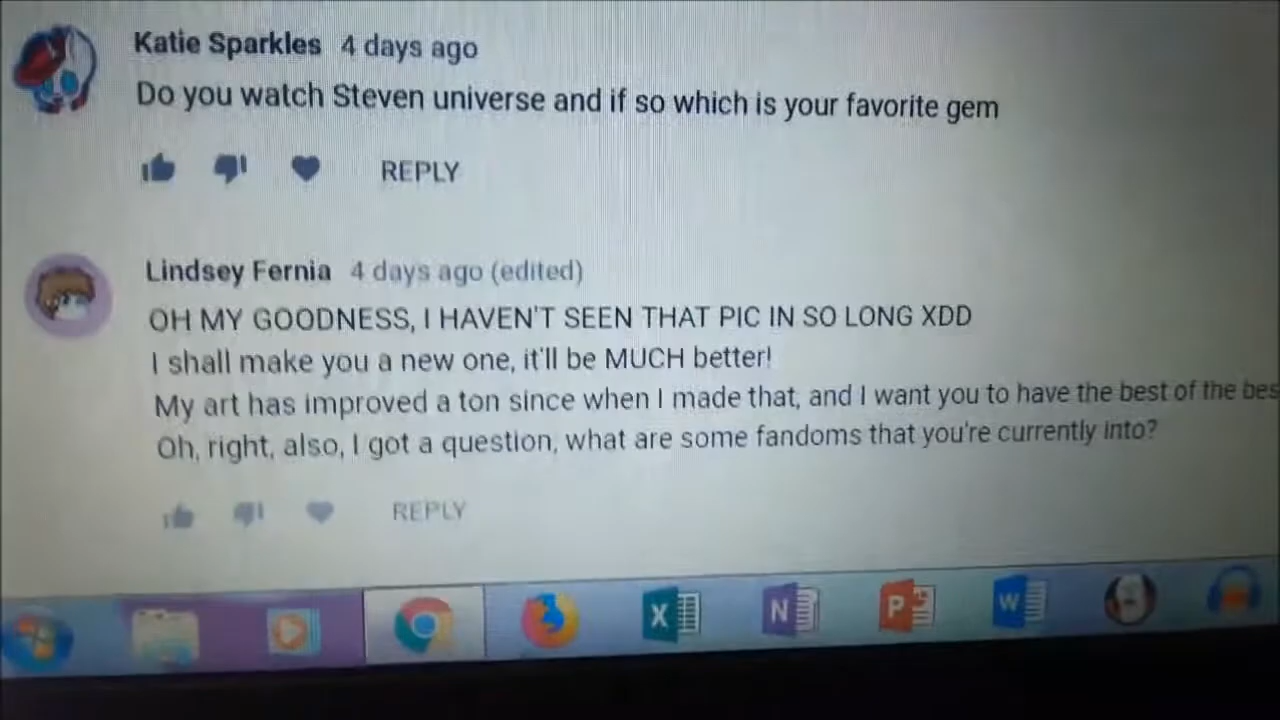 Katie Sparkles 4 days ago
Do you watch Steven universe and if so which is your favorite gem
REPLY
Lindsey Fernia 4 days ago (edited)
OH MY GOODNESS, I HAVEN'T SEEN THAT PIC IN SO LONG XDD
I shall make you a new one, it'll be MUCH better!
My art has improved a ton since when I made that, and I want you to have the best of the bes
Oh, right, also, I got a question, what are some fandoms that you're currently into?
REPLY
X N P W